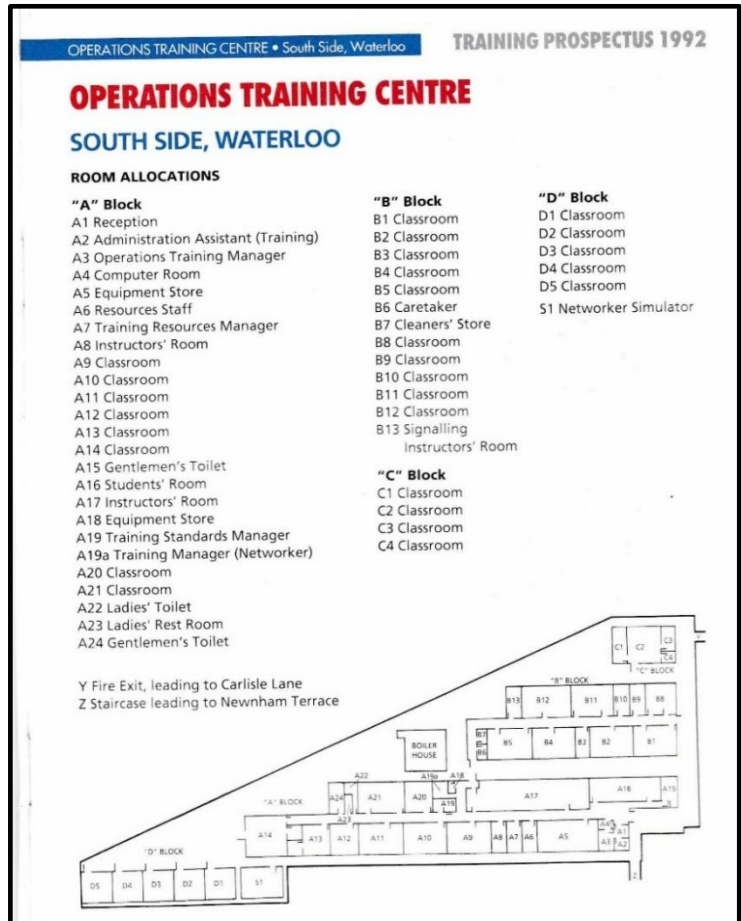 OPERATIONS TRAINING CENTRE • South Side, Waterloo
TRAINING PROSPECTUS 1992
OPERATIONS TRAINING CENTRE
SOUTH SIDE, WATERLOO
ROOM ALLOCATIONS
"A" Block
A1 Reception
A2 Administration Assistant (Training)
A3 Operations Training Manager
A4 Computer Room
A5 Equipment Store
A6 Resources Staff
A7 Training Resources Manager
A8 Instructors' Room
A9 Classroom
A10 Classroom
A11 Classroom
A12 Classroom
A13 Classroom
A14 Classroom
A15 Gentlemen's Toilet
A16 Students' Room
A17 Instructors' Room
A18 Equipment Store
A19 Training Standards Manager
A19a Training Manager (Networker)
A20 Classroom
A21 Classroom
A22 Ladies' Toilet
A23 Ladies' Rest Room
A24 Gentlemen's Toilet
Y Fire Exit, leading to Carlisle Lane
Z Staircase leading to Newnham Terrace
"B" Block
B1 Classroom
B2 Classroom
B3 Classroom
B4 Classroom
B5 Classroom
B6 Caretaker
B7 Cleaners' Store
B8 Classroom
B9 Classroom
B10 Classroom
B11 Classroom
B12 Classroom
B13 Signalling
Instructors' Room
"C" Block
C1 Classroom
C2 Classroom
C3 Classroom
C4 Classroom
"D" Block
D1 Classroom
D2 Classroom
D3 Classroom
D4 Classroom
D5 Classroom
S1 Networker Simulator
C1 C2 C3
C4
Y
"C" BLOCK
"B" BLOCK
B13 B12 B11 B10 B9 B8
B7
B6
B5 B4 B3 B2 B1
BOILER
HOUSE
A22 A19a A18
A24 A21 A20 A19 A17 A16 A15
"A" BLOCK
A23
A14 A13 A12 A11 A10 A9 A8 A7 A6 A5 A4 A3 A1
A2
"D" BLOCK
D5 D4 D3 D2 D1 S1
Z